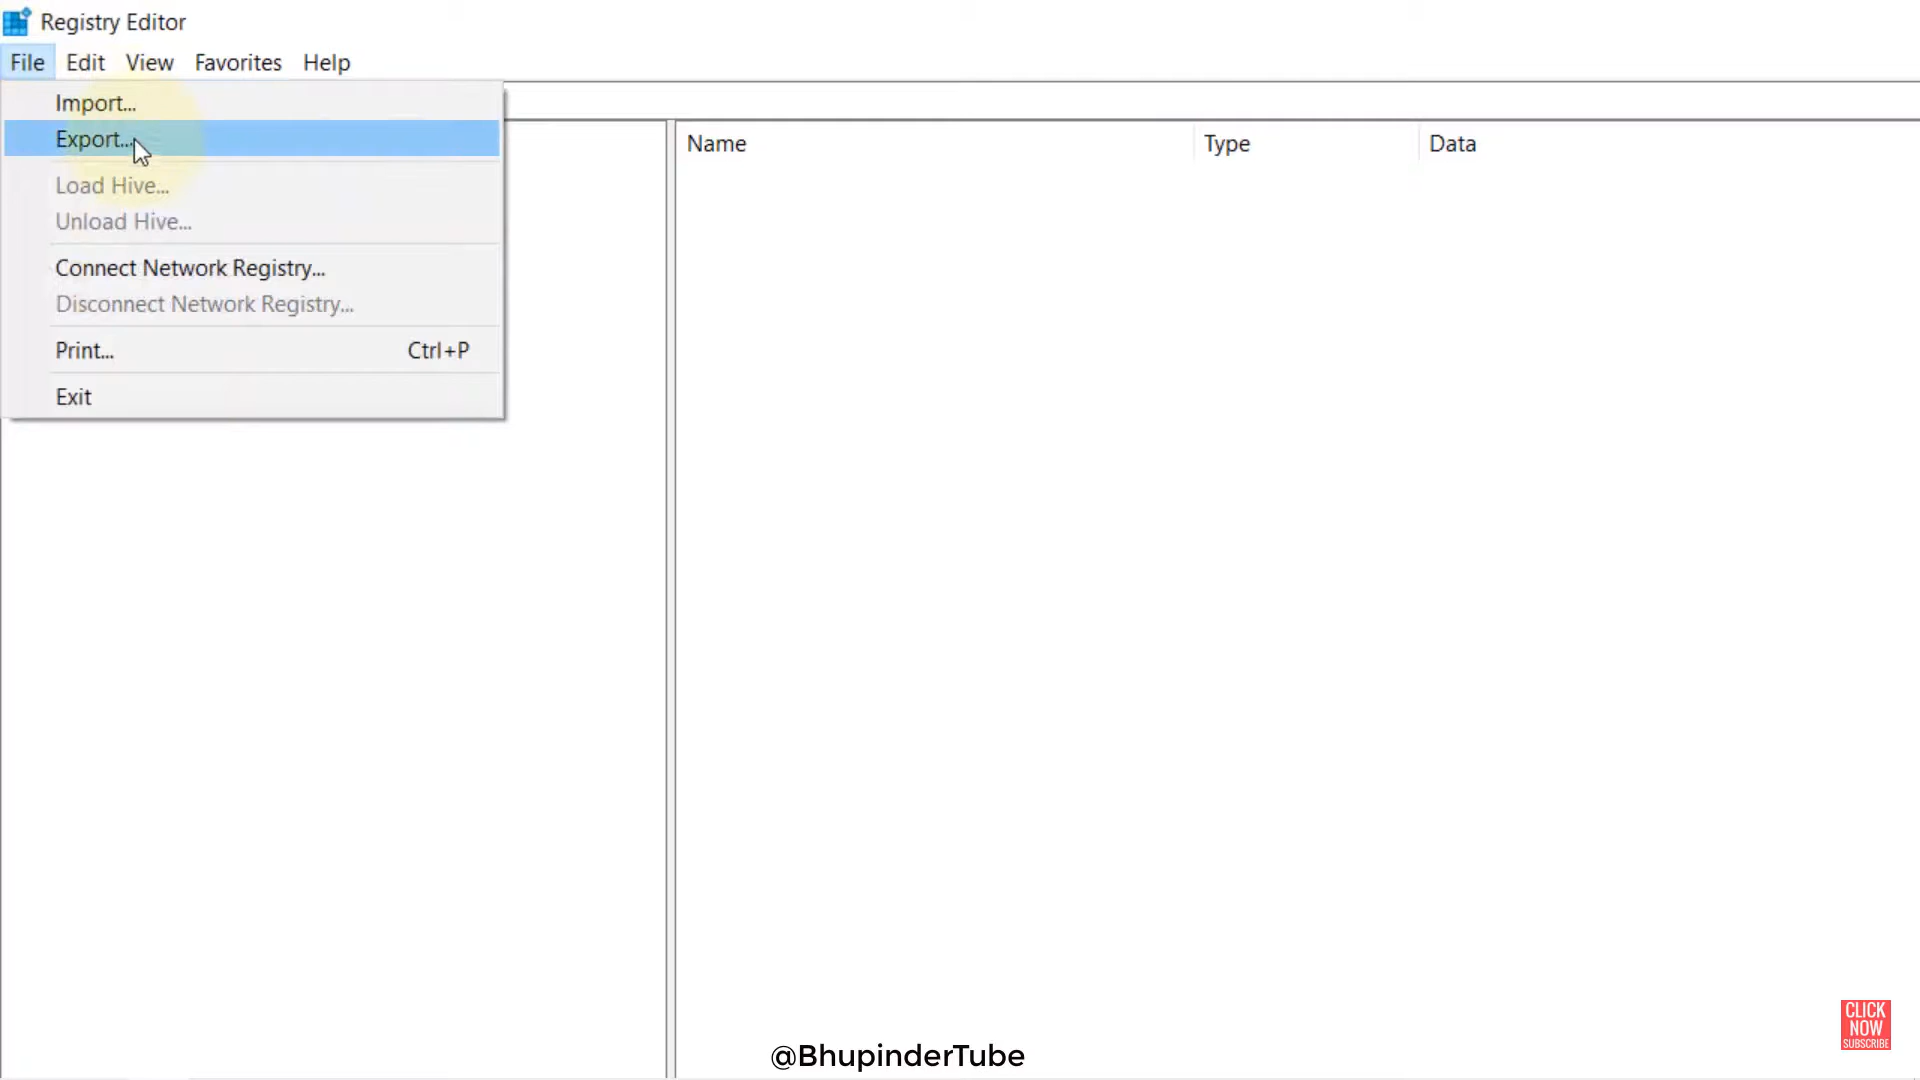 Registry Editor
File Edit View Favorites Help
Import...
Export...
Load Hive...
Unload Hive...
Connect Network Registry...
Disconnect Network Registry...
Print... Ctrl+P
Exit
Name Type Data
@BhupinderTube
CLICK
NOW
SUBSCRIBE